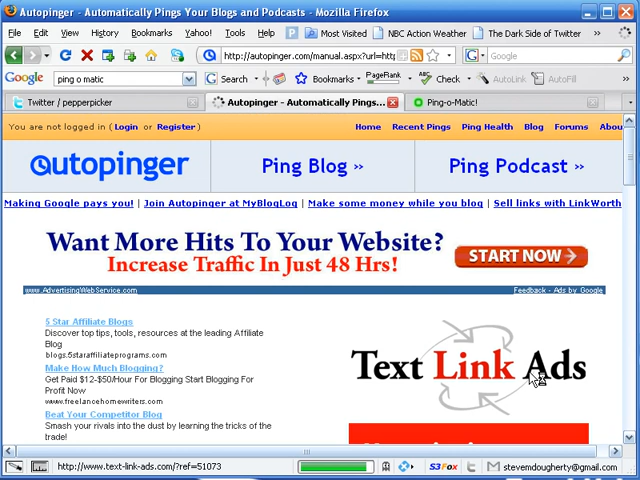 Autopinger - Automatically Pings Your Blogs and Podcasts - Mozilla Firefox
File Edit View History Bookmarks Yahoo! Tools Help Most Visited NBC Action Weather The Dark Side of Twitter
http://autopinger.com/manual.aspx?url=htt Google
Google ping o matic Search Bookmarks PageRank Check AutoLink AutoFill
Twitter / pepperpicker Autopinger - Automatically Pings... Ping-o-Matic!
You are not logged in ( Login or Register ) Home Recent Pings Ping Health Blog Forums Abou
autopinger Ping Blog » Ping Podcast »
Making Google pays you! | Join Autopinger at MyBlogLog | Make some money while you blog | Sell links with LinkWorth
Want More Hits To Your Website?
Increase Traffic In Just 48 Hrs!
START NOW
www.AdvertisingWebService.com Feedback - Ads by Google
5 Star Affiliate Blogs
Discover top tips, tools, resources at the leading Affiliate
Blog
blogs.5staraffiliateprograms.com
Make How Much Blogging?
Get Paid $12-$50/Hour For Blogging Start Blogging For
Profit Now
www.freelancehomewriters.com
Beat Your Competitor Blog
Smash your rivals into the dust by learning the tricks of the
trade!
Text Link Ads
http://www.text-link-ads.com/?ref=51073 S3Fox stevemdougherty@gmail.com